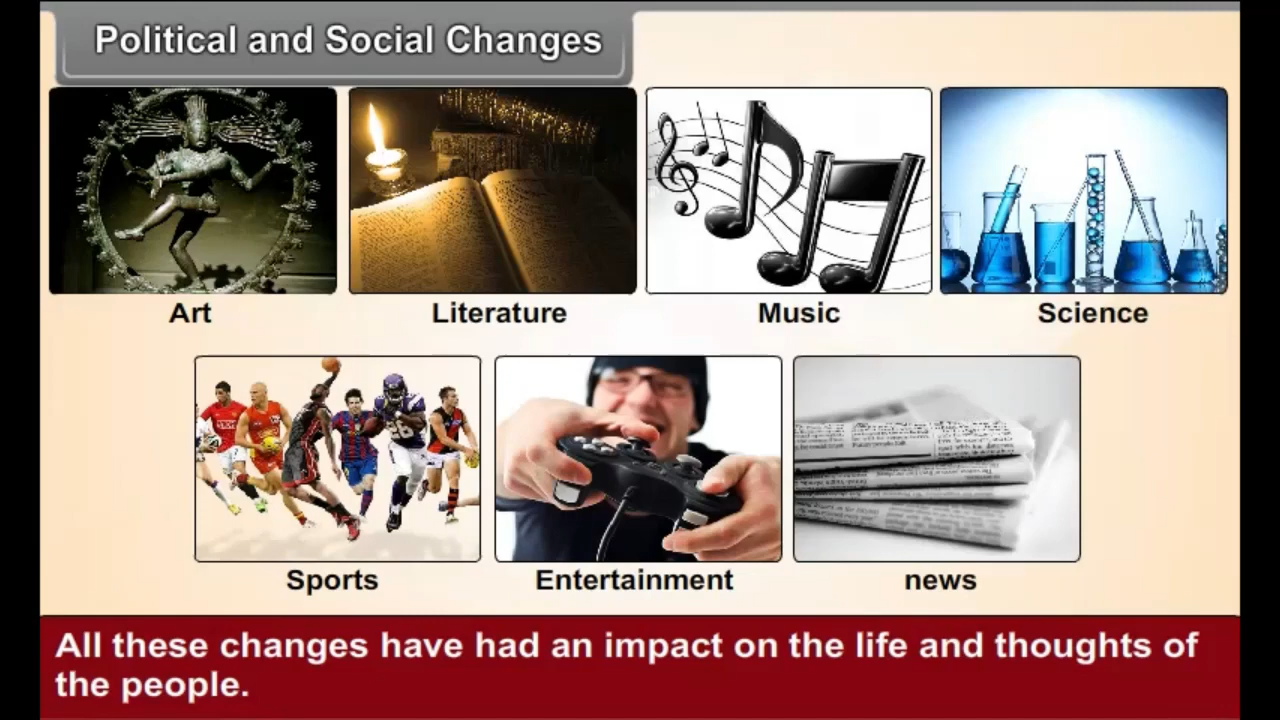 Political and Social Changes
Art
Literature
Music
Science
Sports
Entertainment
news
All these changes have had an impact on the life and thoughts of
the people.